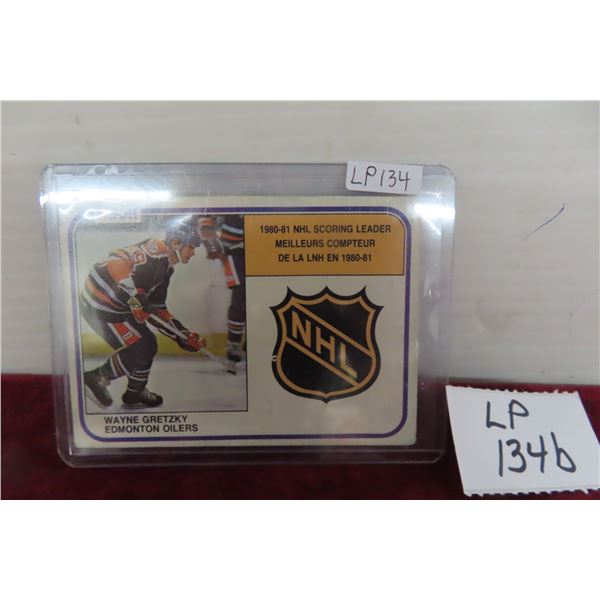 LP134
1980-81 NHL SCORING LEADER
MEILLEURS COMPTEUR
DE LA LNH EN 1980-81
NHL
WAYNE GRETZKY
EDMONTON OILERS
LP
134b